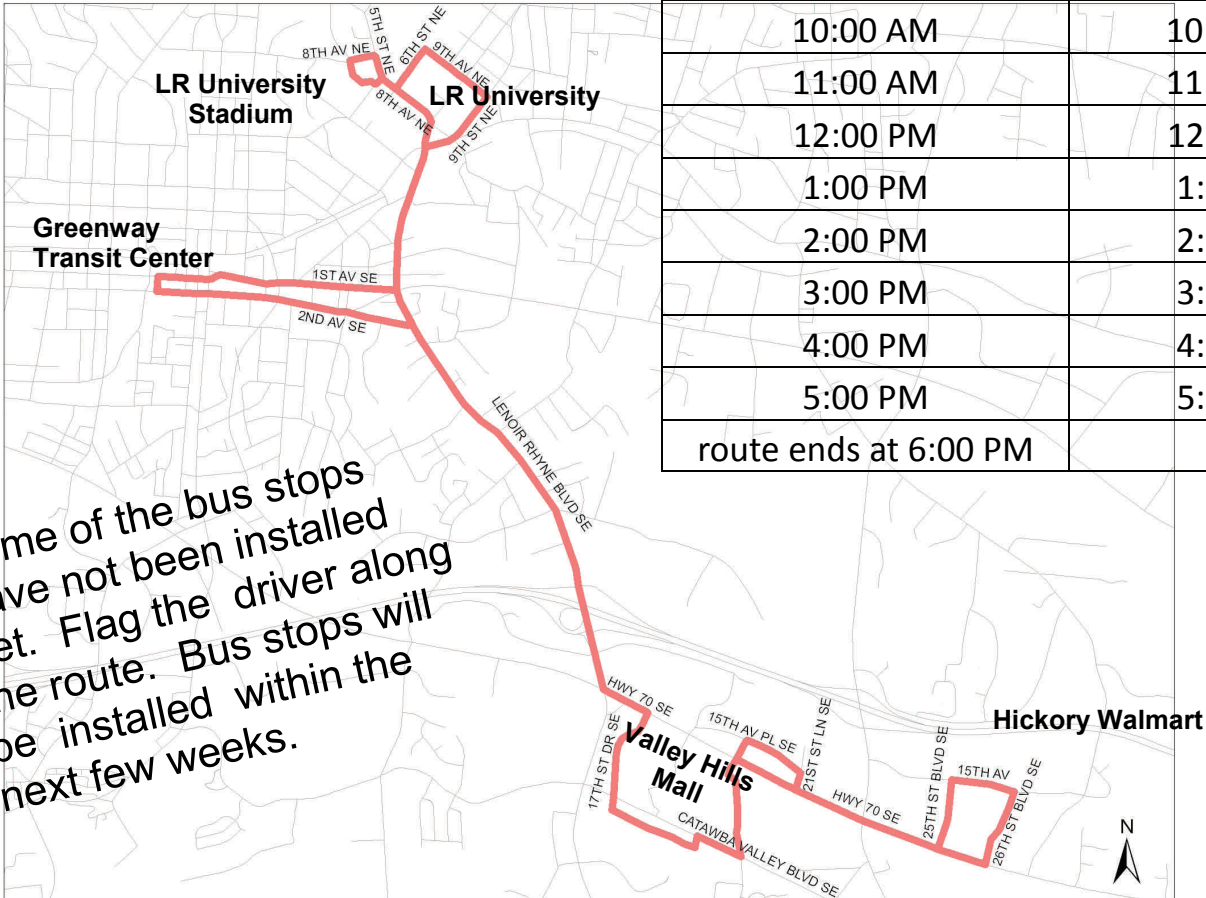 5TH ST NE
6TH ST NE
8TH AV NE
9TH AV NE
LR University
Stadium
LR University
8TH AV NE
9TH ST NE
10:00 AM 10
11:00 AM 11
12:00 PM 12
1:00 PM 1:
2:00 PM 2:
3:00 PM 3:
4:00 PM 4:
5:00 PM 5:
route ends at 6:00 PM
Greenway
Transit Center
1ST AV SE
2ND AV SE
LENOIR RHYNE BLVD SE
me of the bus stops
ave not been installed
et. Flag the driver along
he route. Bus stops will
be installed within the
next few weeks.
HWY 70 SE
17TH ST DR SE
Valley Hills
Mall
15TH AV PL SE
21ST ST LN SE
HWY 70 SE
CATAWBA VALLEY BLVD SE
Hickory Walmart
25TH ST BLVD SE
15TH AV
26TH ST BLVD SE
N